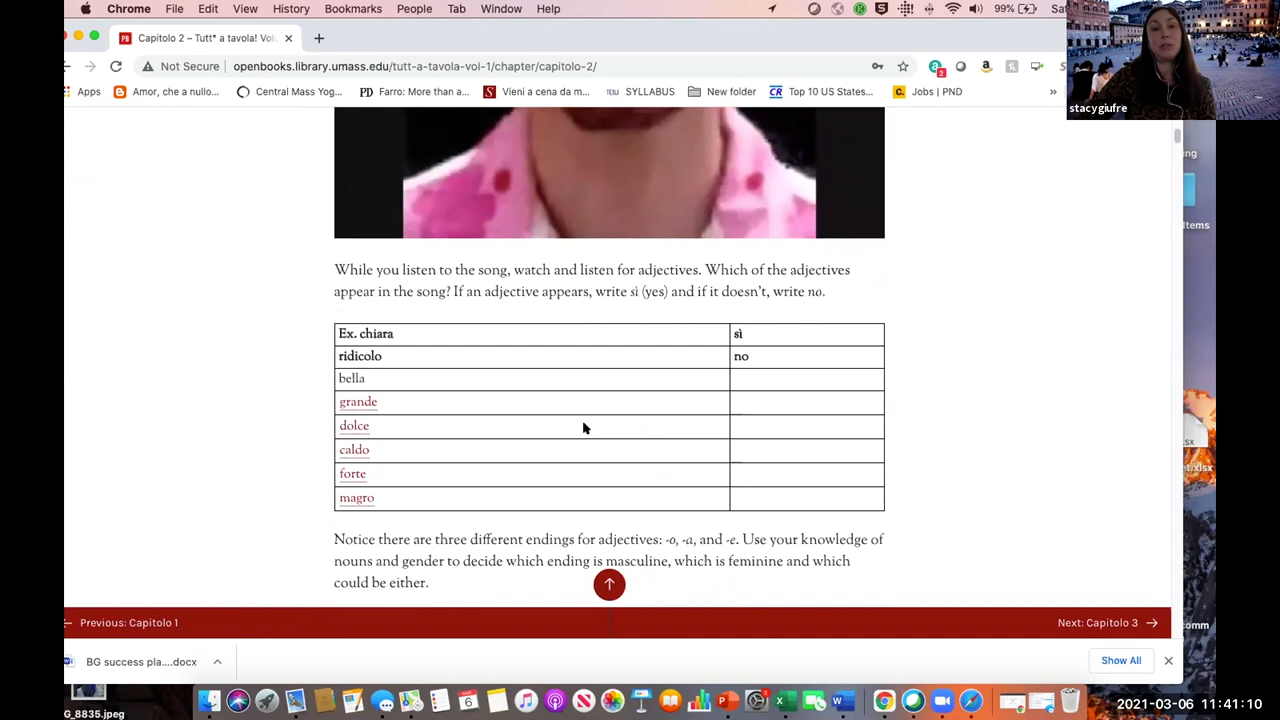 Chrome File Edit View History Bookmarks People Tab Window Help 99% Sat
Capitolo 2 – Tutt* a tavola! Vol
Not Secure openbooks.library.umass.edu/tutt-a-tavola-vol-1/chapter/capitolo-2/
2
Apps Amor, che a nullo... Central Mass Yog... Farro: More than a... Vieni a cena da m... SYLLABUS New folder Top 10 US States... Jobs | PND »
stacygiufre
While you listen to the song, watch and listen for adjectives. Which of the adjectives
appear in the song? If an adjective appears, write sì (yes) and if it doesn't, write no.
Ex. chiara sì
ridicolo no
bella
grande
dolce
caldo
forte
magro
Notice there are three different endings for adjectives: -o, -a, and -e. Use your knowledge of
nouns and gender to decide which ending is masculine, which is feminine and which
could be either.
Previous: Capitolo 1 Next: Capitolo 3
BG success pla....docx Show All
G_8835.jpeg
2021-03-06 11:41:10